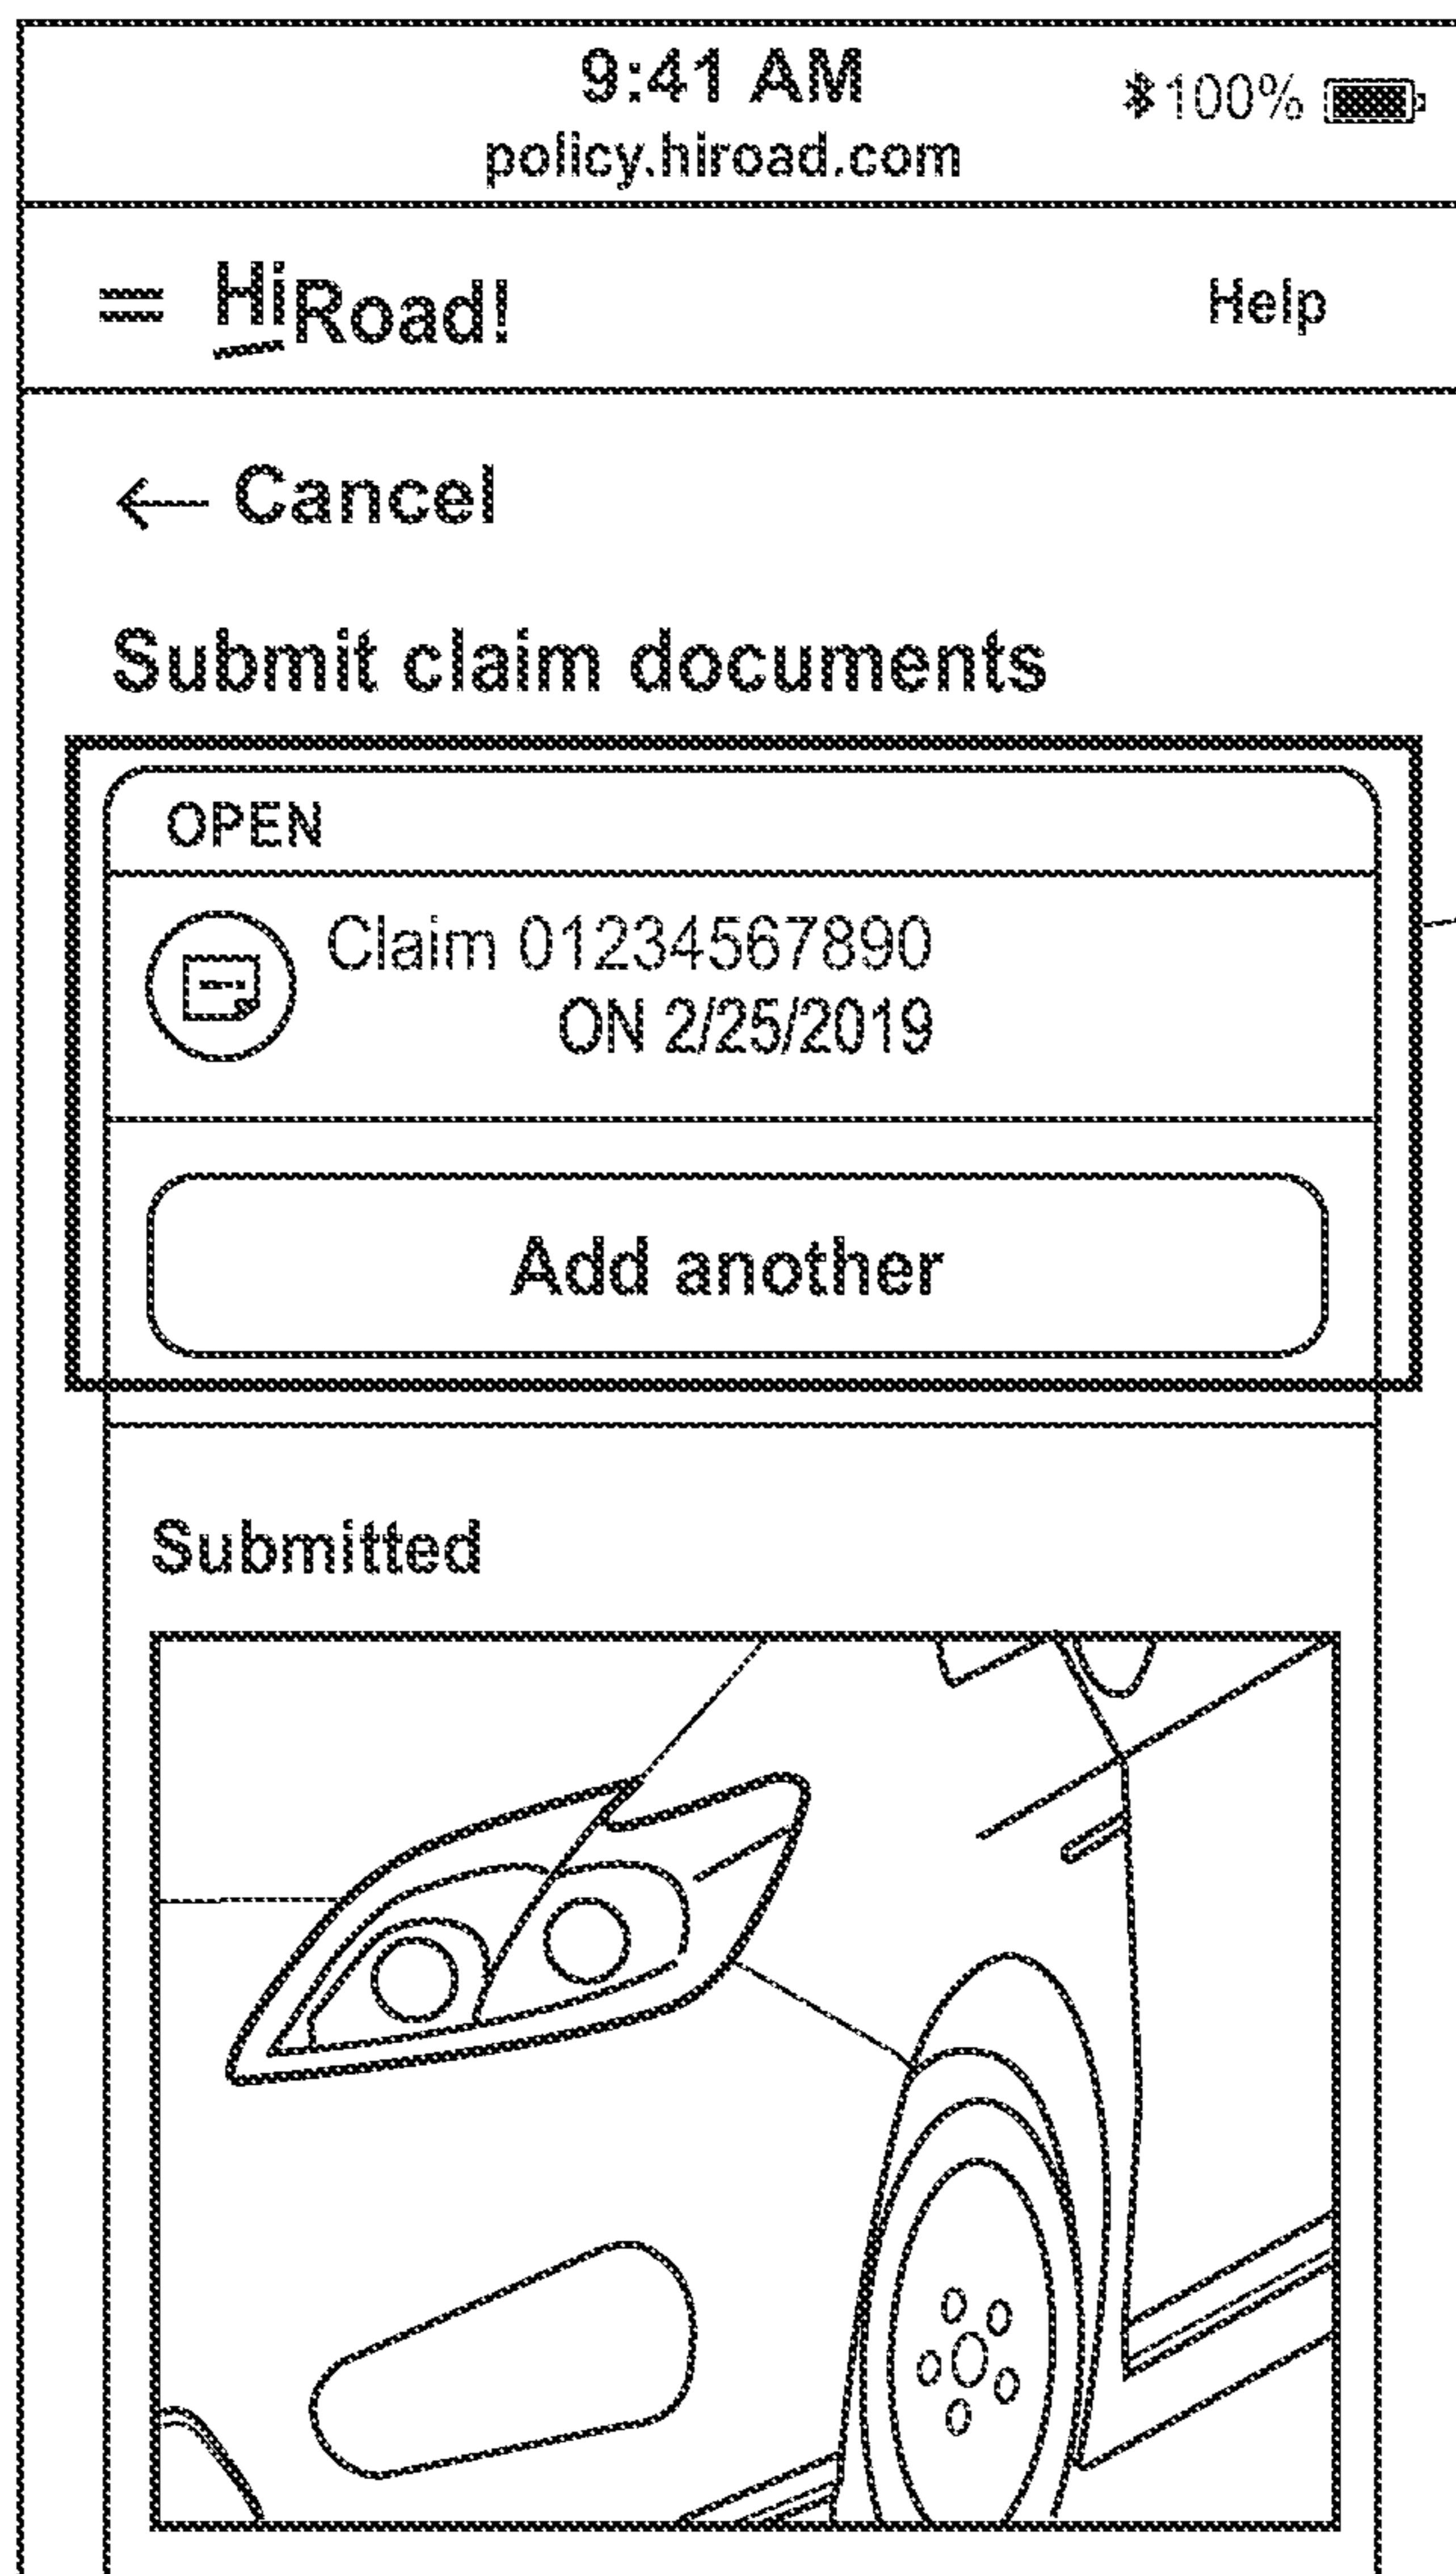 9:41 AM
100%
policy.hiroad.com
HiRoad!
Help
← Cancel
Submit claim documents
OPEN
Claim 01234567890
ON 2/25/2019
Add another
Submitted